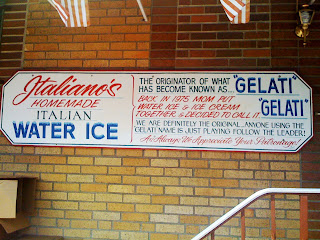 Italiano's
HOMEMADE
ITALIAN
WATER ICE
THE ORIGINATOR OF WHAT
HAS BECOME KNOWN AS... "GELATI"
BACK IN 1975 MOM PUT
WATER ICE & ICE CREAM
TOGETHER & DECIDED TO CALL IT "GELATI"
WE ARE DEFINITELY THE ORIGINAL... ANYONE USING THE
GELATI NAME IS JUST PLAYING FOLLOW THE LEADER!
As Always We Appreciate Your Patronage!